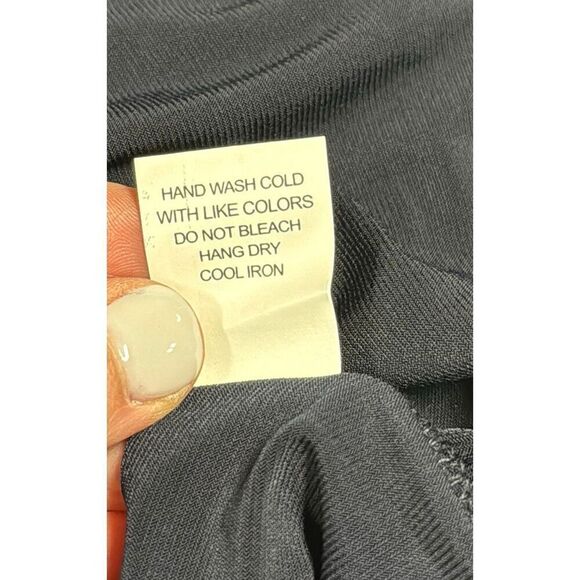 HAND WASH COLD
WITH LIKE COLORS
DO NOT BLEACH
HANG DRY
COOL IRON